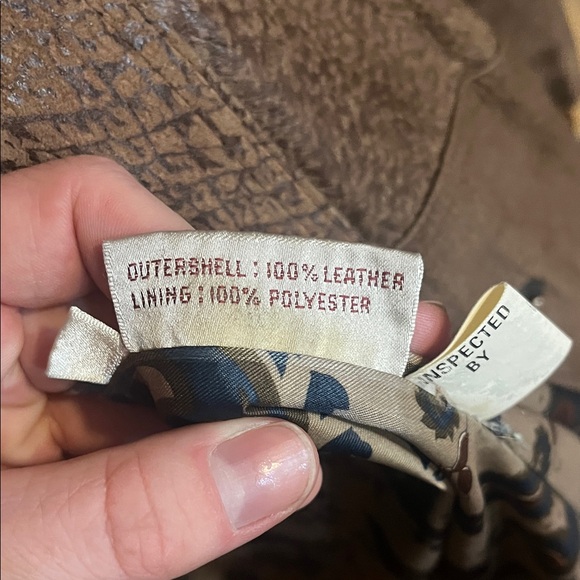 OUTERSHELL : 100% LEATHER
LINING : 100% POLYESTER
INSPECTED
BY